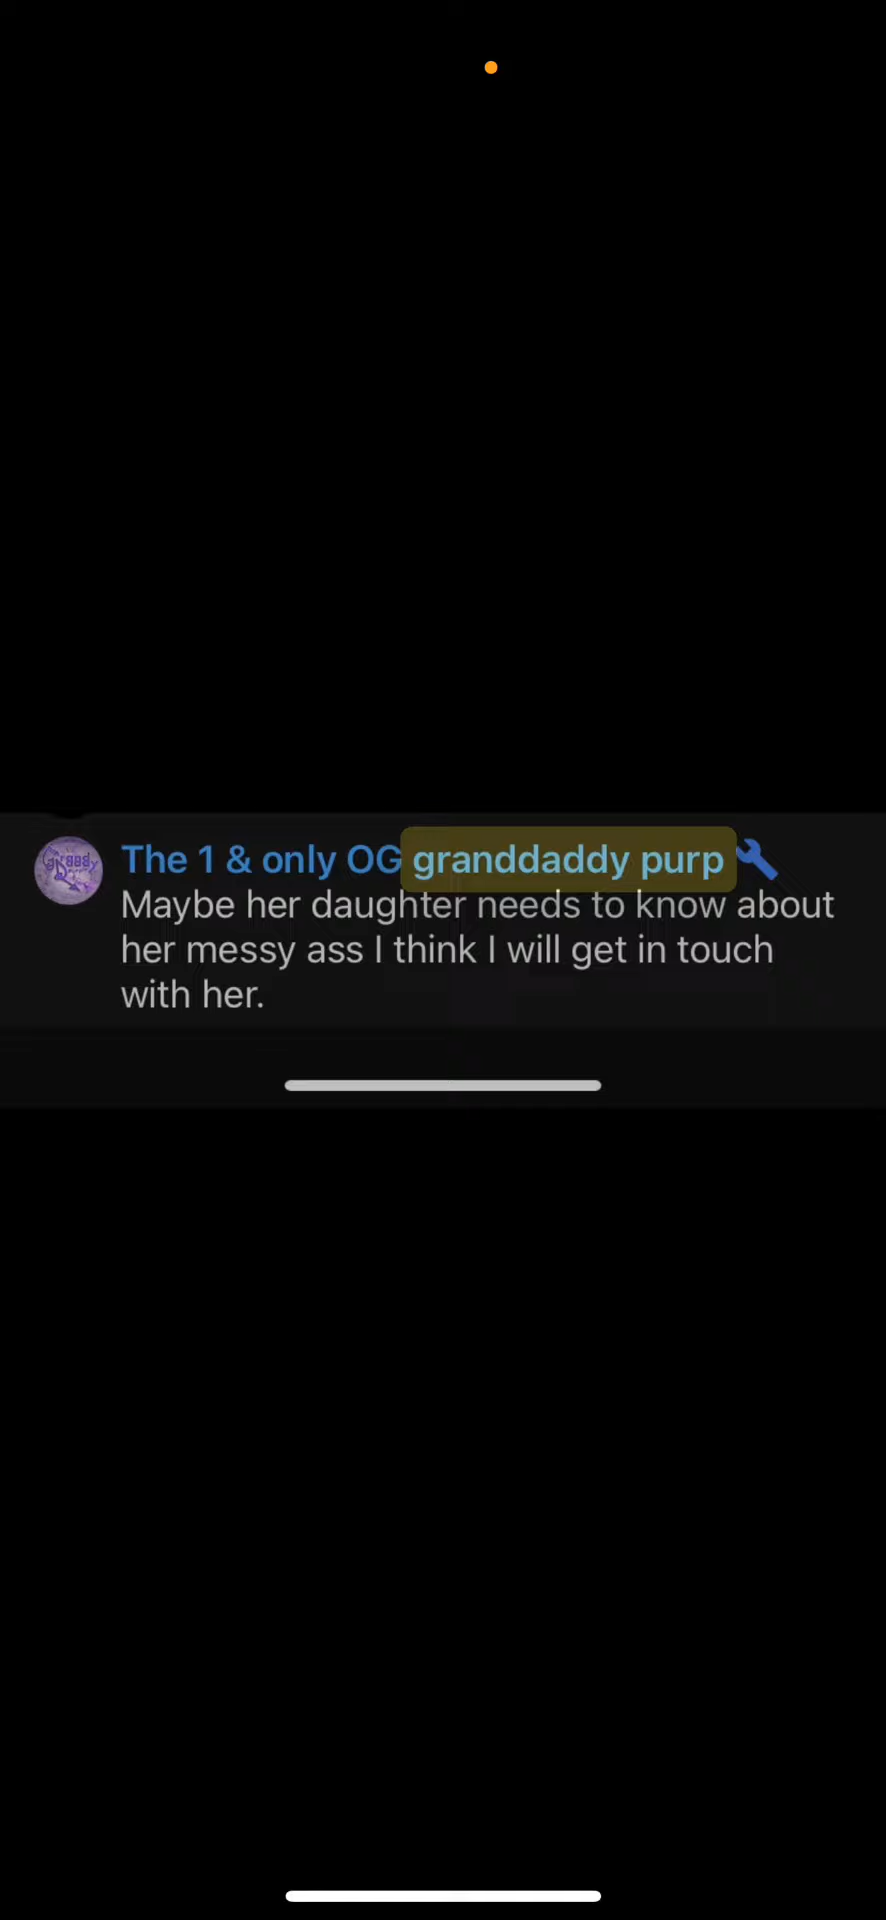 The 1 & only OG granddaddy purp
Maybe her daughter needs to know about
her messy ass I think I will get in touch
with her.